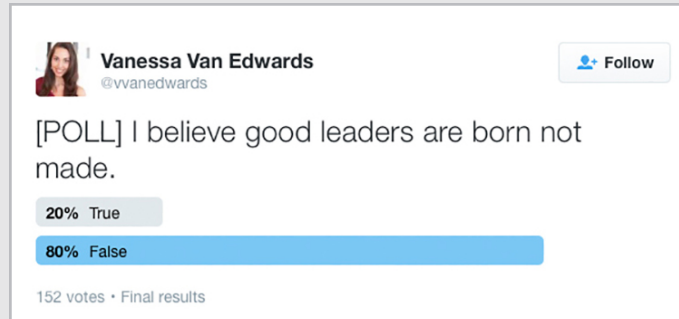 Vanessa Van Edwards
@vvanedwards
Follow
[POLL] I believe good leaders are born not
made.
20% True
80% False
152 votes • Final results